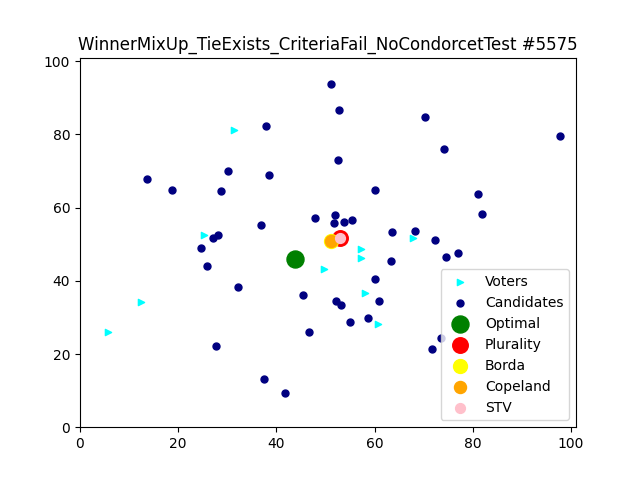 WinnerMixUp_TieExists_CriteriaFail_NoCondorcetTest #5575
100
80
60
40
20
0
0 20 40 60 80 100
Voters
Candidates
Optimal
Plurality
Borda
Copeland
STV